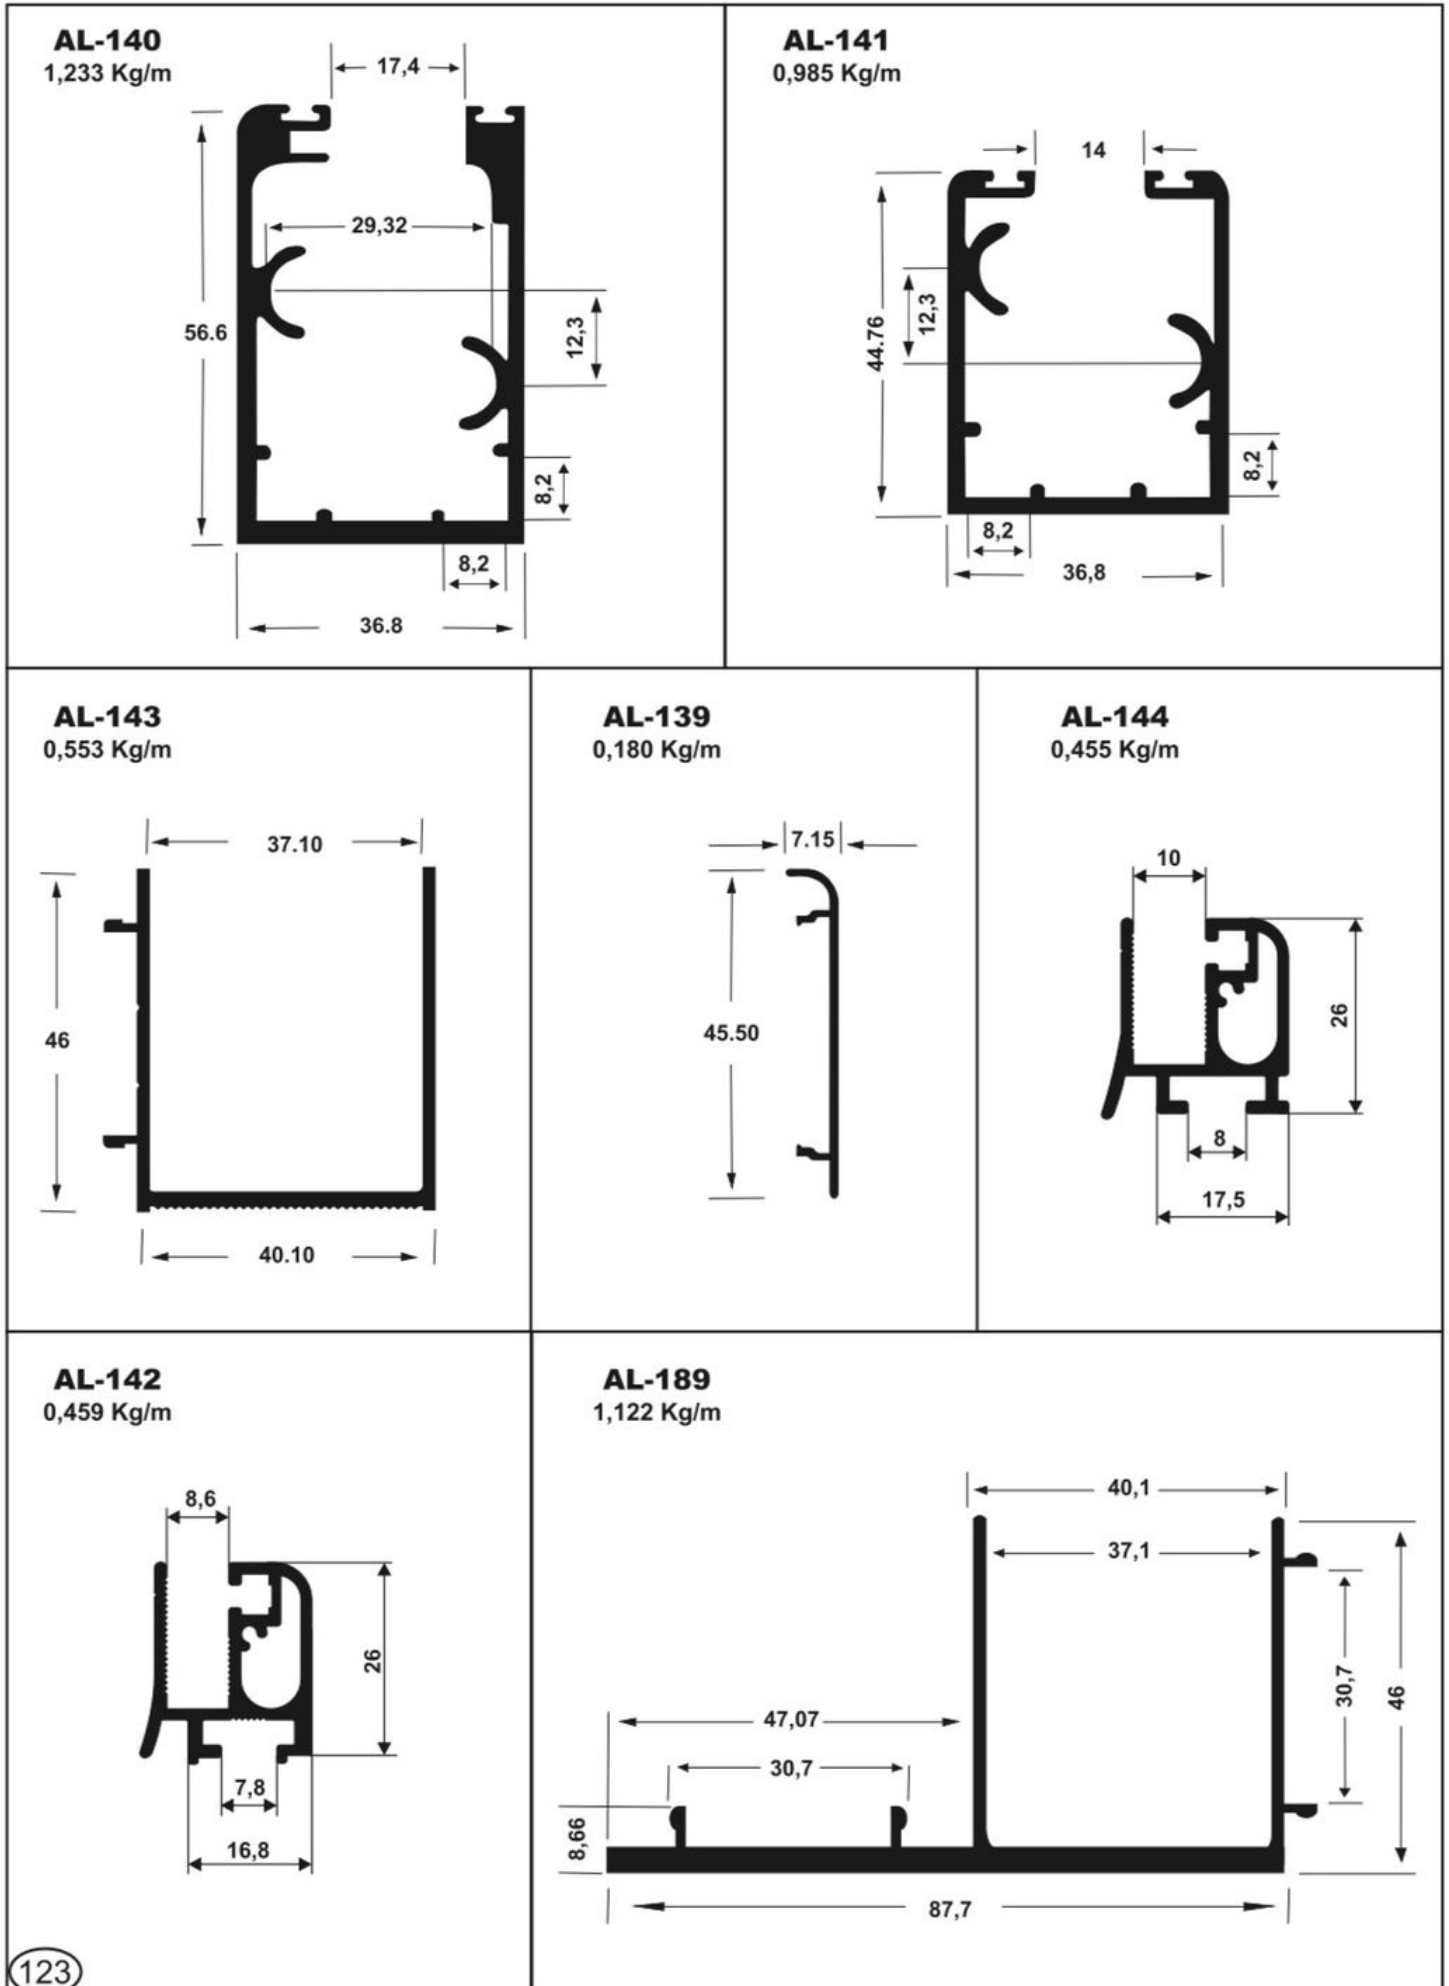 AL-140
1,233 Kg/m
17,4
29,32
56.6
12,3
8,2
8,2
36.8
AL-141
0,985 Kg/m
14
12,3
44.76
8,2
8,2
36,8
AL-143
0,553 Kg/m
37.10
46
40.10
AL-139
0,180 Kg/m
7.15
45.50
AL-144
0,455 Kg/m
10
26
8
17,5
AL-142
0,459 Kg/m
8,6
26
7,8
16,8
AL-189
1,122 Kg/m
40,1
37,1
30,7
46
47,07
30,7
8,66
87,7
123